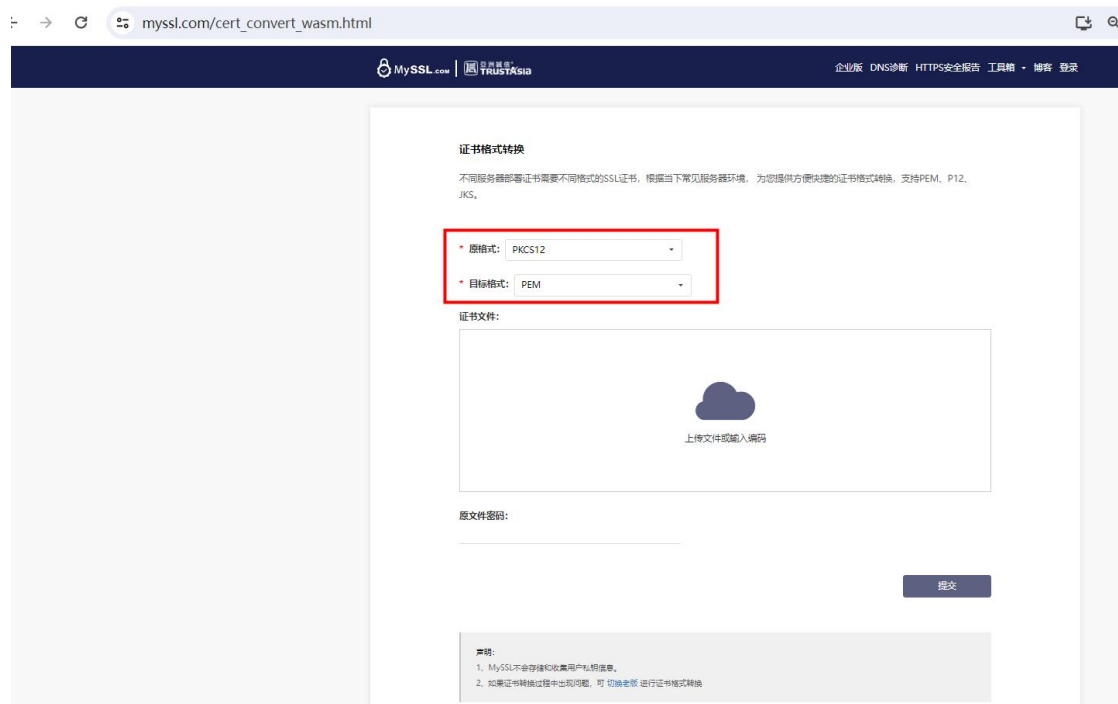 myssl.com/cert_convert_wasm.html
MySSL.com 亞洲誠信 TRUSTAsia 企业版 DNS诊断 HTTPS安全报告 工具箱 博客 登录
证书格式转换
不同服务器部署证书需要不同格式的SSL证书，根据当下常见服务器环境， 为您提供方便快捷的证书格式转换，支持PEM、P12、
JKS。
* 原格式： PKCS12
* 目标格式： PEM
证书文件：
上传文件或输入编码
原文件密码：
提交
声明：
1、MySSL不会存储和收集用户私钥信息。
2、如果证书转换过程中出现问题，可 切换老版 进行证书格式转换